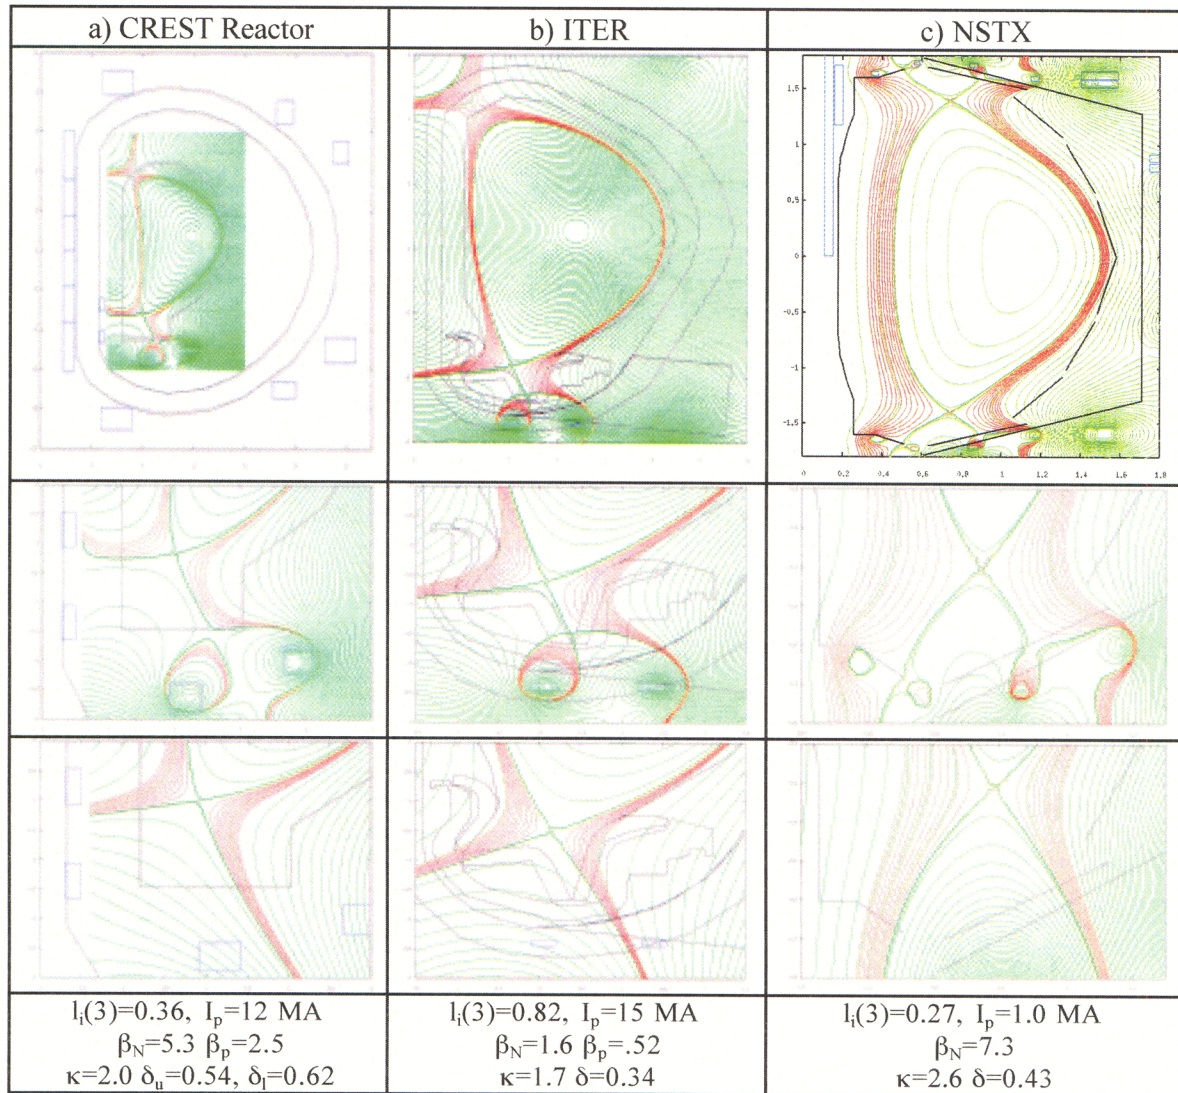 a) CREST Reactor
b) ITER
c) NSTX
1.5
1
0.5
0
-0.5
-1
-1.5
0
0.2
0.4
0.6
0.8
1
1.2
1.4
1.6
1.8
l_i(3)=0.36, I_p=12 MA
β_N=5.3 β_p=2.5
κ=2.0 δ_u=0.54, δ_l=0.62
l_i(3)=0.82, I_p=15 MA
β_N=1.6 β_p=.52
κ=1.7 δ=0.34
l_i(3)=0.27, I_p=1.0 MA
β_N=7.3
κ=2.6 δ=0.43